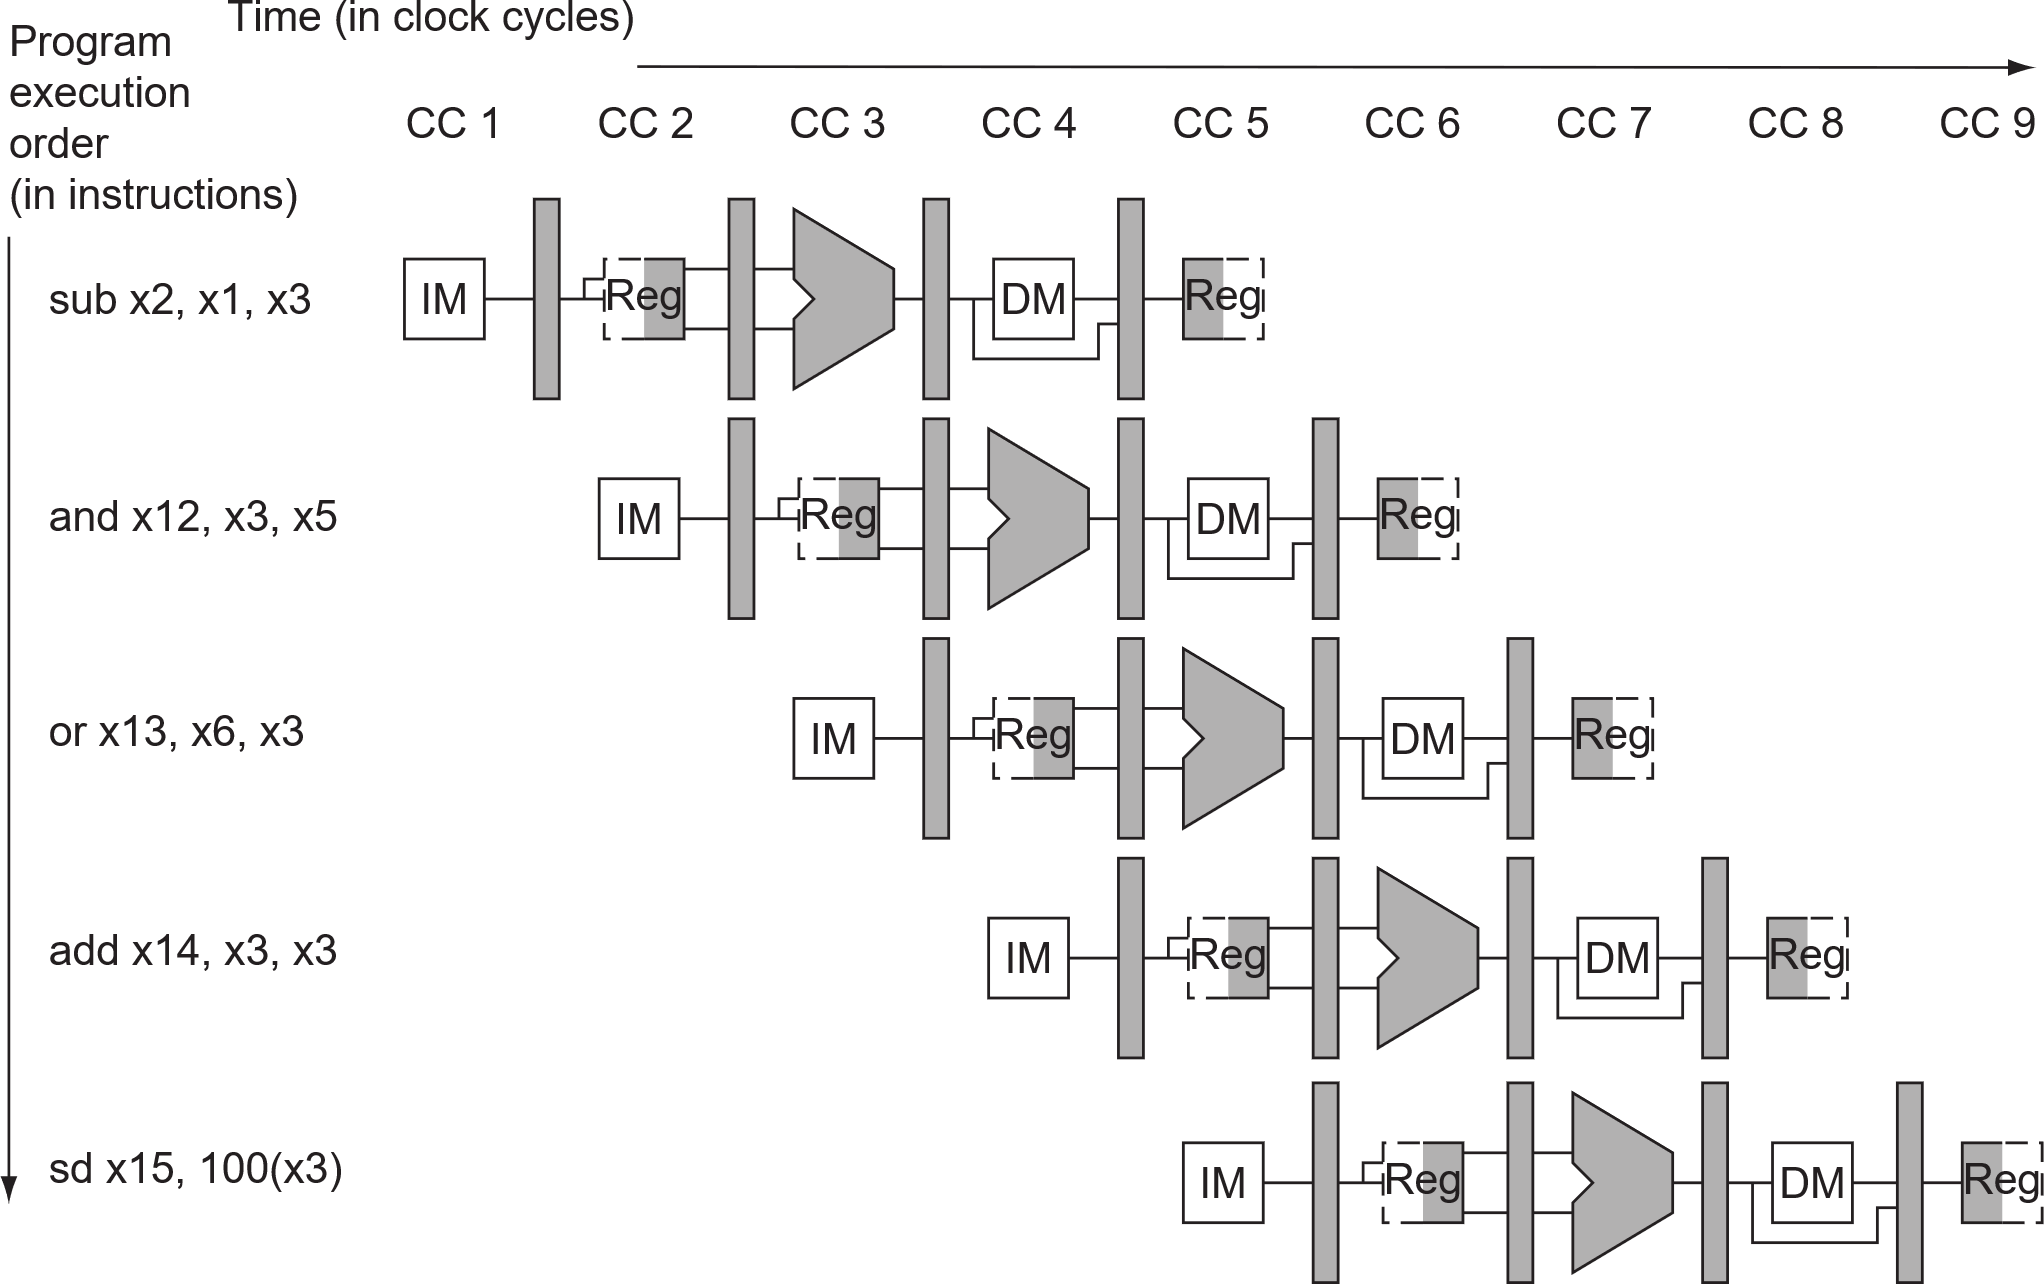 Time (in clock cycles)
Program
execution
order
(in instructions)
CC 1 CC 2 CC 3 CC 4 CC 5 CC 6 CC 7 CC 8 CC 9
sub x2, x1, x3 IM Reg DM Reg
and x12, x3, x5 IM Reg DM Reg
or x13, x6, x3 IM Reg DM Reg
add x14, x3, x3 IM Reg DM Reg
sd x15, 100(x3) IM Reg DM Reg